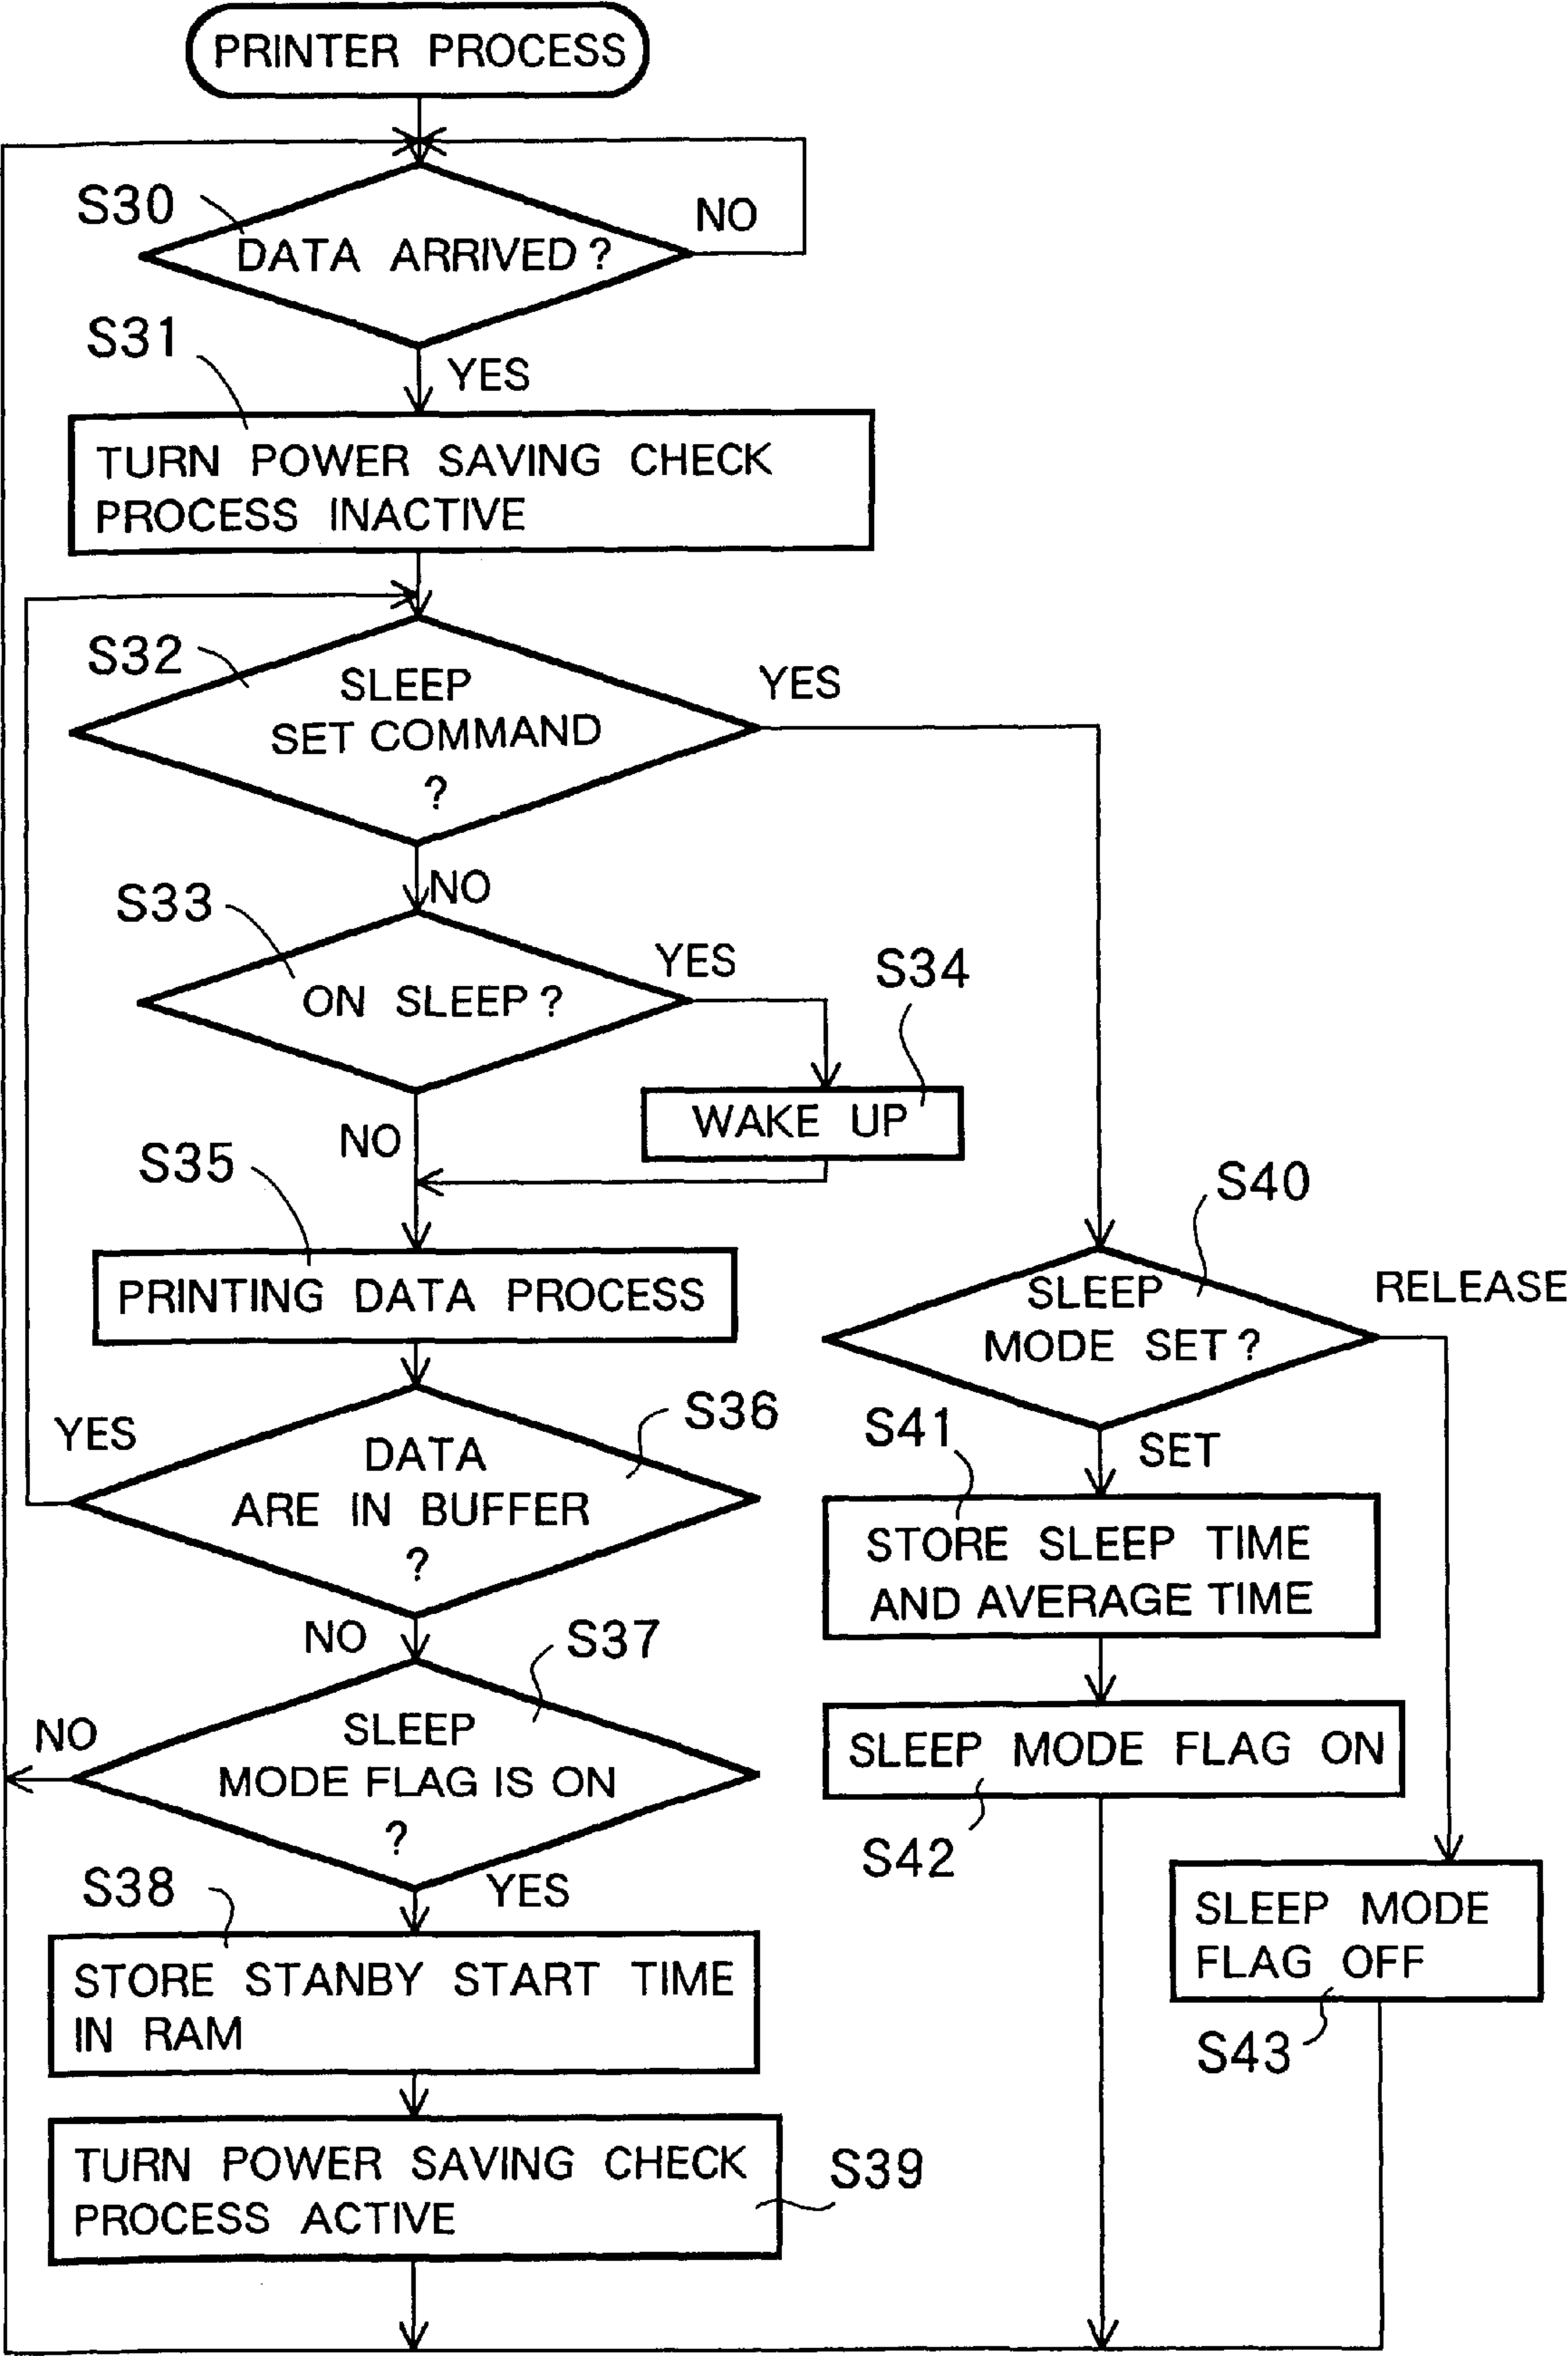 PRINTER PROCESS
S30
DATA ARRIVED?
NO
YES
S31
TURN POWER SAVING CHECK
PROCESS INACTIVE
S32
SLEEP
SET COMMAND
?
YES
NO
S33
ON SLEEP?
YES
S34
WAKE UP
NO
S35
PRINTING DATA PROCESS
S36
DATA
ARE IN BUFFER
?
YES
NO
S37
SLEEP
MODE FLAG IS ON
?
NO
YES
S38
STORE STANBY START TIME
IN RAM
TURN POWER SAVING CHECK
PROCESS ACTIVE
S39
S40
SLEEP
MODE SET?
RELEASE
SET
S41
STORE SLEEP TIME
AND AVERAGE TIME
SLEEP MODE FLAG ON
S42
SLEEP MODE
FLAG OFF
S43